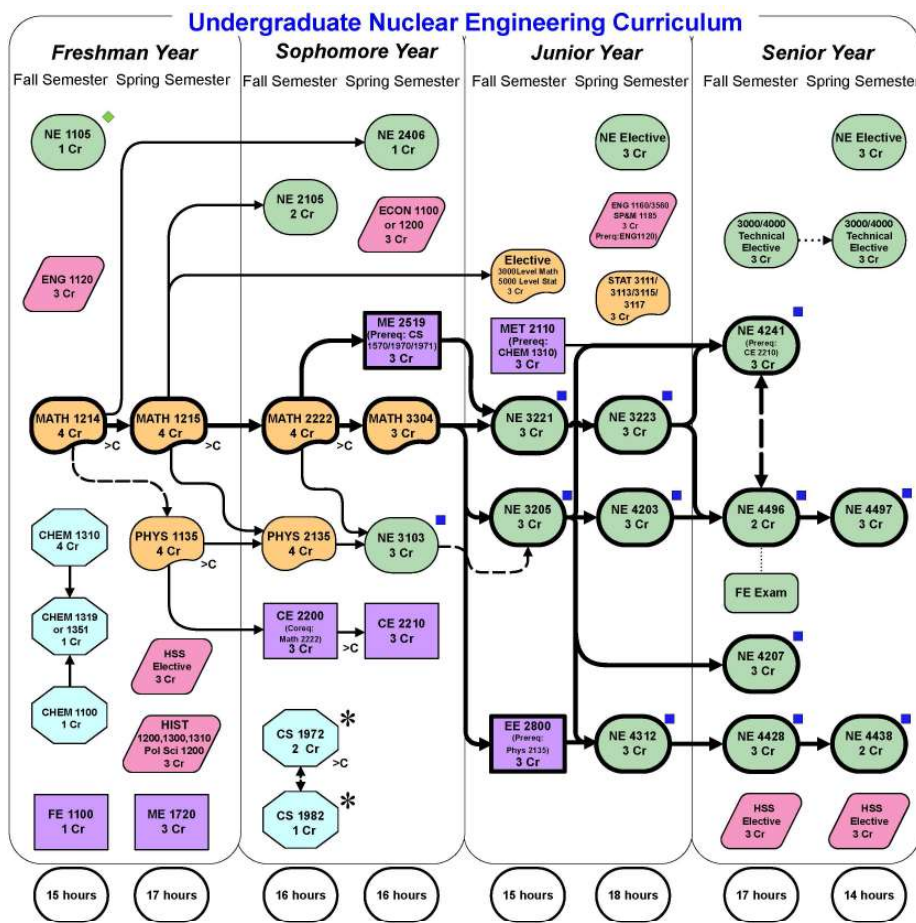 Undergraduate Nuclear Engineering Curriculum
Freshman Year
Sophomore Year
Junior Year
Senior Year
Fall Semester
Spring Semester
Fall Semester
Spring Semester
Fall Semester
Spring Semester
Fall Semester
Spring Semester
NE 1105
1 Cr
NE 2406
1 Cr
NE Elective
3 Cr
NE Elective
3 Cr
NE 2105
2 Cr
ECON 1100
or 1200
3 Cr
ENG 1160/3560
SP&M 1185
3 Cr
Prereq:ENG1120)
3000/4000
Technical
Elective
3 Cr
3000/4000
Technical
Elective
3 Cr
ENG 1120
3 Cr
Elective
3000Level Math
5000 Level Stat
3 Cr
STAT 3111/
3113/3115/
3117
3 Cr
ME 2519
(Prereq: CS
1570/1970/1971)
3 Cr
MET 2110
(Prereq:
CHEM 1310)
3 Cr
NE 4241
(Prereq:
CE 2210)
3 Cr
MATH 1214
4 Cr
>C
MATH 1215
4 Cr
>C
MATH 2222
4 Cr
>C
MATH 3304
3 Cr
NE 3221
3 Cr
NE 3223
3 Cr
CHEM 1310
4 Cr
PHYS 1135
4 Cr
>C
PHYS 2135
4 Cr
NE 3103
3 Cr
NE 3205
3 Cr
NE 4203
3 Cr
NE 4496
2 Cr
NE 4497
3 Cr
FE Exam
CHEM 1319
or 1351
1 Cr
CE 2200
(Coreq:
Math 2222)
3 Cr
>C
CE 2210
3 Cr
HSS
Elective
3 Cr
NE 4207
3 Cr
CHEM 1100
1 Cr
HIST
1200,1300,1310
Pol Sci 1200
3 Cr
CS 1972
2 Cr
*
>C
EE 2800
(Prereq:
Phys 2135)
3 Cr
NE 4312
3 Cr
NE 4428
3 Cr
NE 4438
2 Cr
FE 1100
1 Cr
ME 1720
3 Cr
CS 1982
1 Cr
*
HSS
Elective
3 Cr
HSS
Elective
3 Cr
15 hours
17 hours
16 hours
16 hours
15 hours
18 hours
17 hours
14 hours